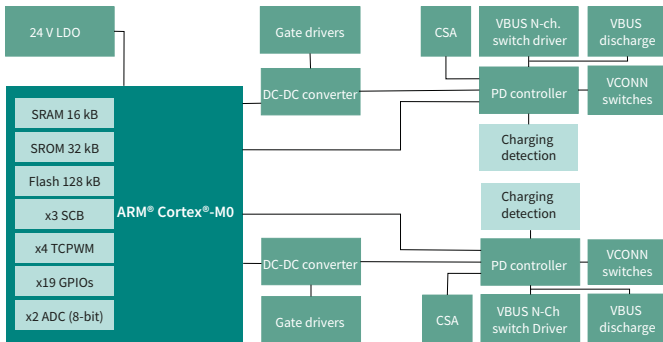 24 V LDO
Gate drivers
CSA
VBUS N-ch.
switch driver
VBUS
discharge
DC-DC converter
PD controller
VCONN
switches
SRAM 16 kB
SROM 32 kB
Flash 128 kB
x3 SCB
x4 TCPWM
x19 GPIOs
x2 ADC (8-bit)
ARM® Cortex®-M0
Charging
detection
Charging
detection
DC-DC converter
PD controller
VCONN
switches
Gate drivers
CSA
VBUS N-Ch
switch Driver
VBUS
discharge